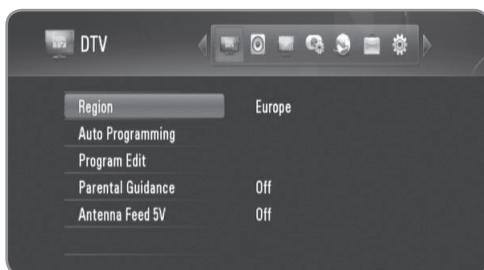 DTV
Region Europe
Auto Programming
Program Edit
Parental Guidance Off
Antenna Feed 5V Off